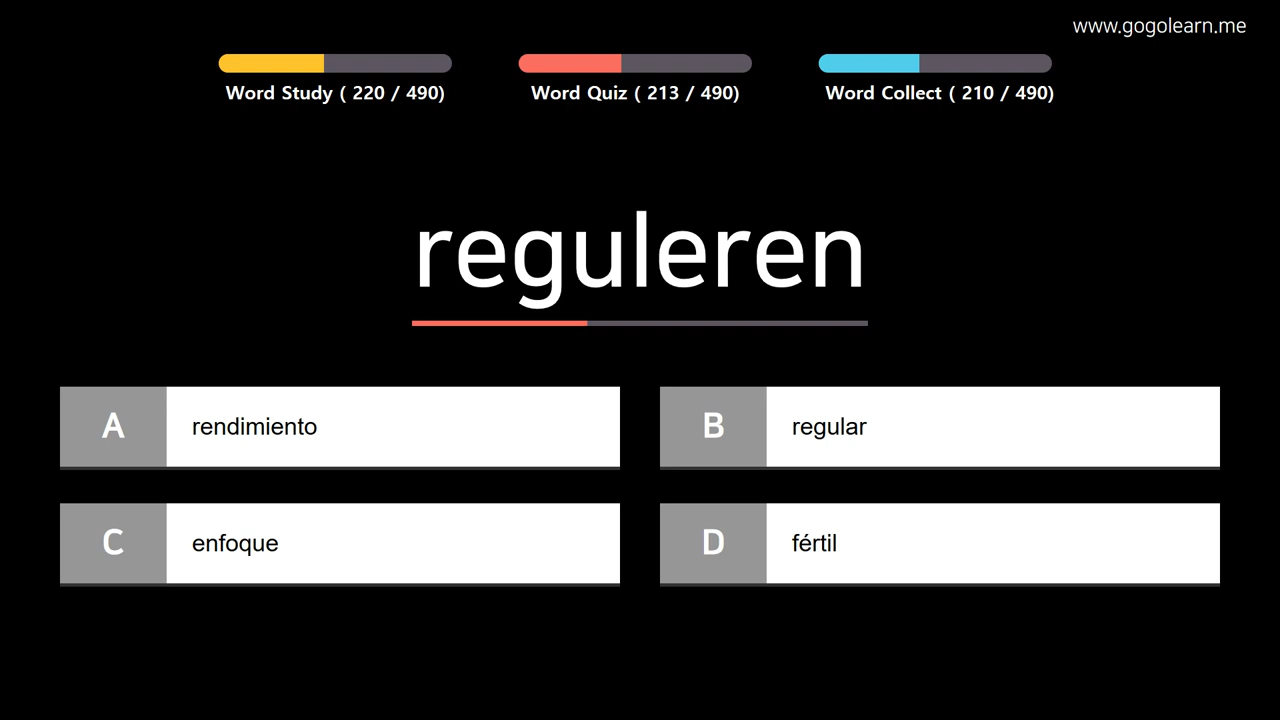 www.gogolearn.me
Word Study ( 220 / 490)
Word Quiz ( 213 / 490)
Word Collect ( 210 / 490)
reguleren
A rendimiento
B regular
C enfoque
D fértil